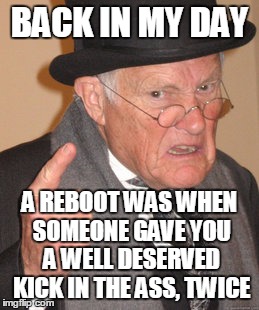 BACK IN MY DAY
A REBOOT WAS WHEN
SOMEONE GAVE YOU
A WELL DESERVED
KICK IN THE ASS, TWICE
imgflip.com